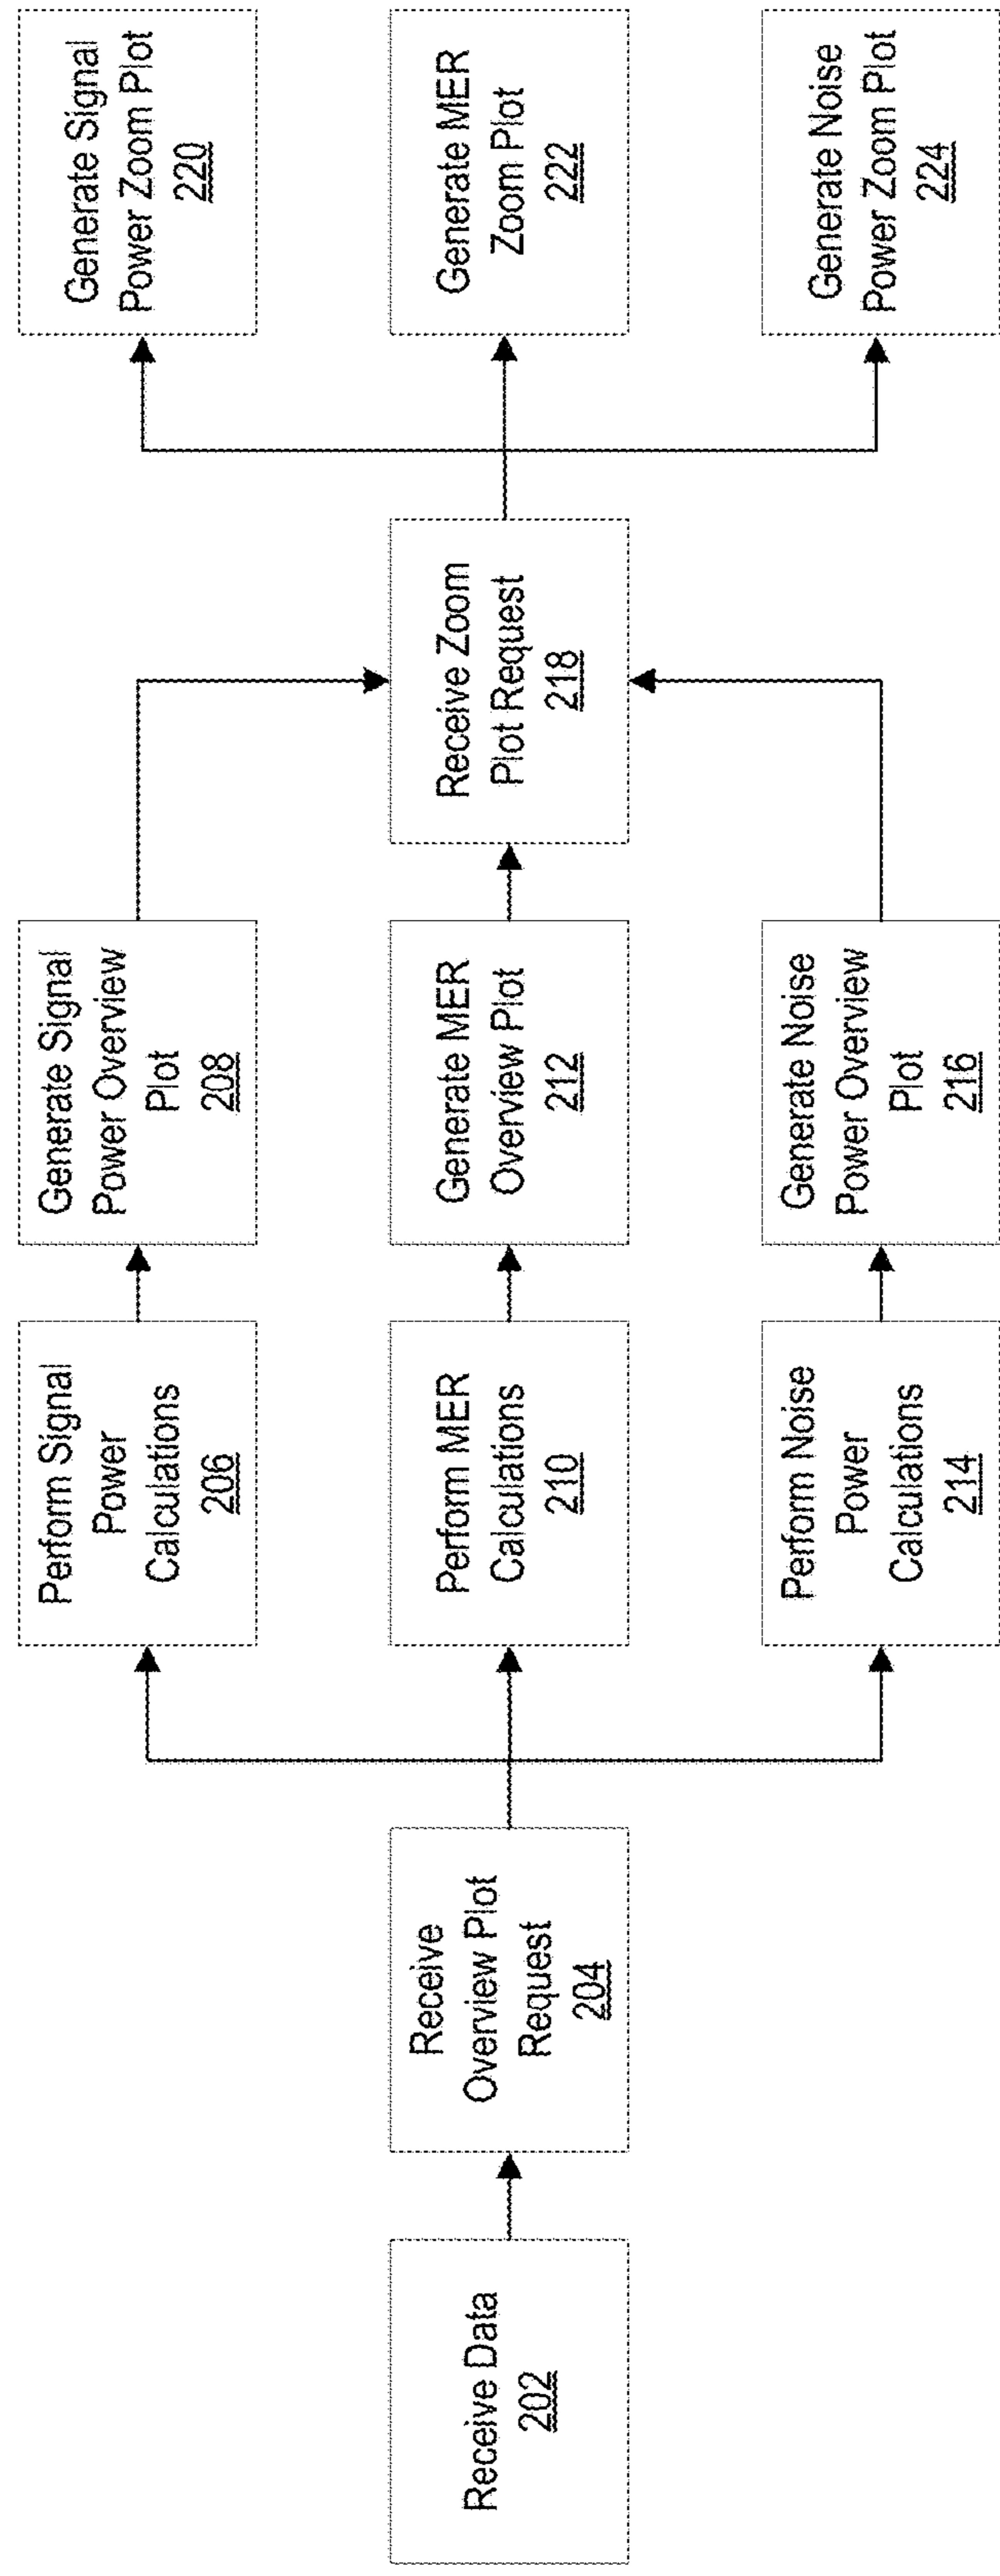 Receive Data
202
Receive
Overview Plot
Request
204
Perform Signal
Power
Calculations
206
Generate Signal
Power Overview
Plot
208
Perform MER
Calculations
210
Generate MER
Overview Plot
212
Perform Noise
Power
Calculations
214
Generate Noise
Power Overview
Plot
216
Receive Zoom
Plot Request
218
Generate Signal
Power Zoom Plot
220
Generate MER
Zoom Plot
222
Generate Noise
Power Zoom Plot
224